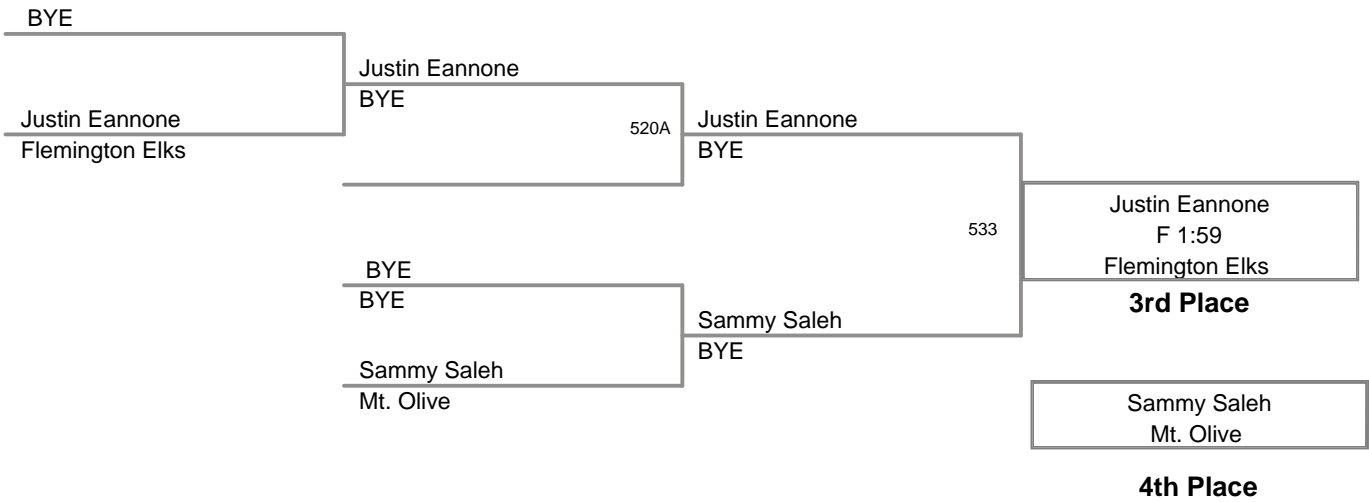 BYE
Justin Eannone
BYE
Justin Eannone
Flemington Elks
520A
Justin Eannone
BYE
533
Justin Eannone
F 1:59
Flemington Elks
3rd Place
BYE
BYE
Sammy Saleh
BYE
Sammy Saleh
Mt. Olive
Sammy Saleh
Mt. Olive
4th Place